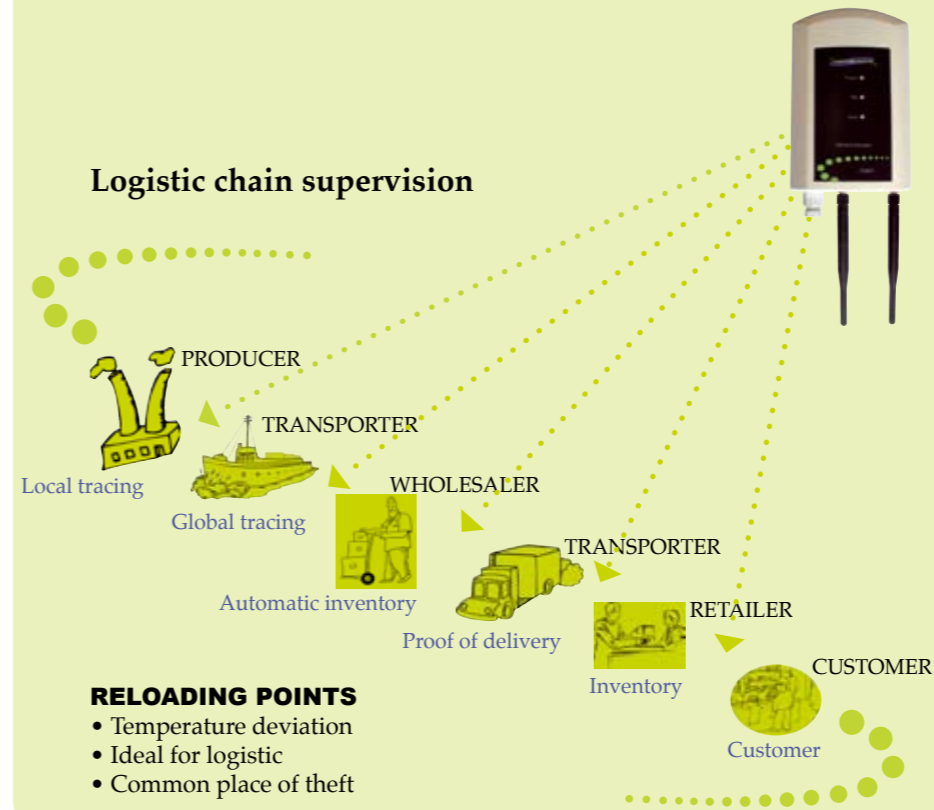 Logistic chain supervision
PRODUCER
Local tracing
TRANSPORTER
Global tracing
WHOLESALER
Automatic inventory
TRANSPORTER
Proof of delivery
RETAILER
Inventory
CUSTOMER
Customer
RELOADING POINTS
• Temperature deviation
• Ideal for logistic
• Common place of theft